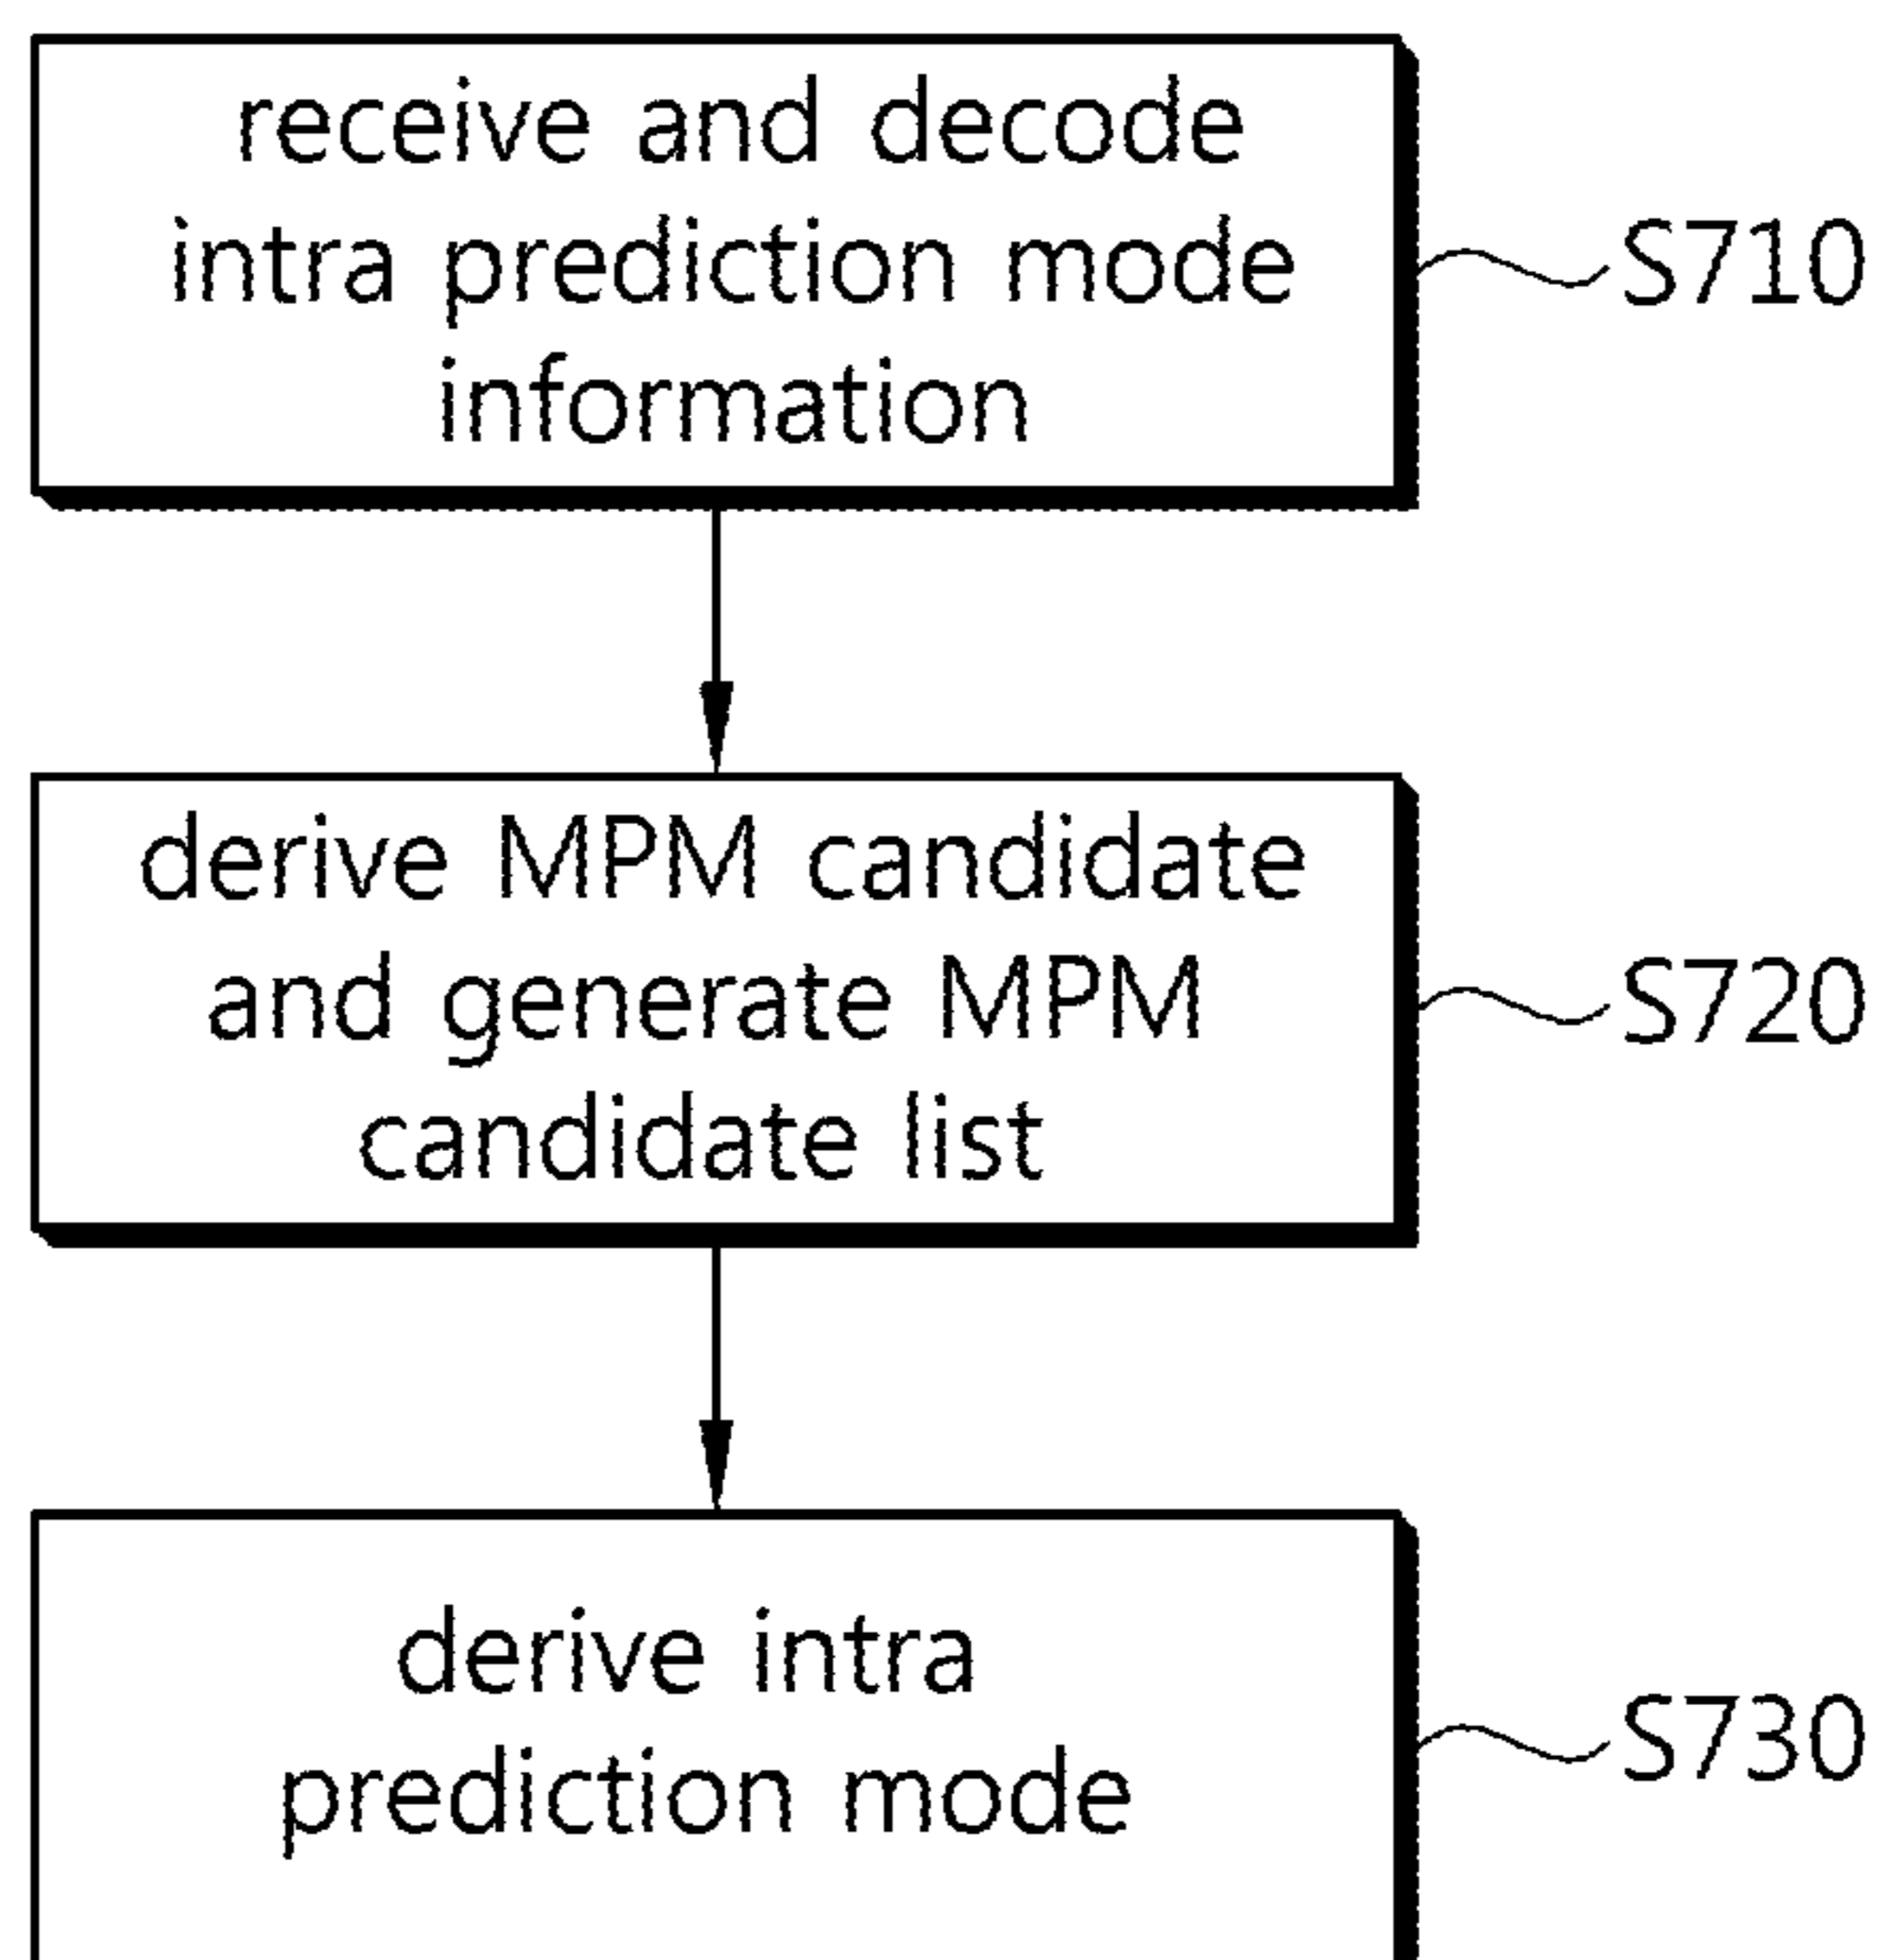 receive and decode
intra prediction mode
information
S710
derive MPM candidate
and generate MPM
candidate list
S720
derive intra
prediction mode
S730